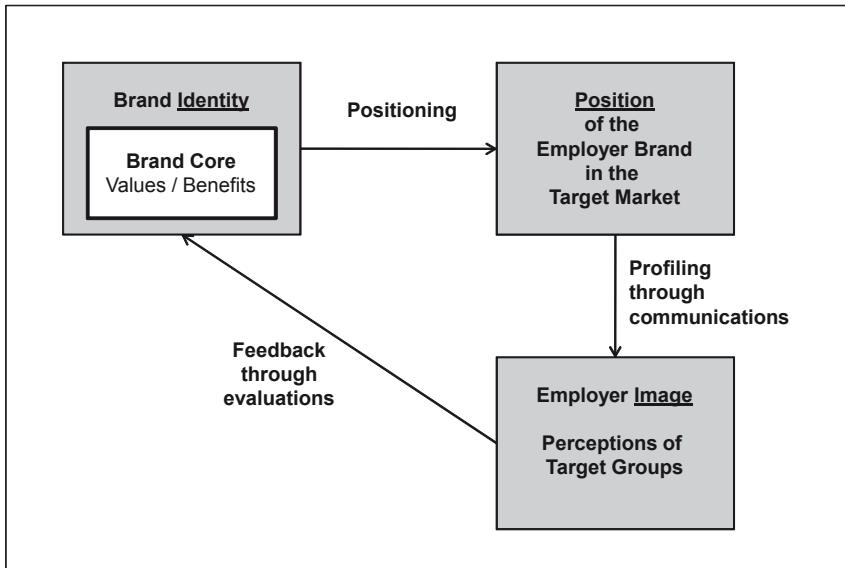 Brand Identity
Brand Core
Values / Benefits
Positioning
Position
of the
Employer Brand
in the
Target Market
Profiling
through
communications
Feedback
through
evaluations
Employer Image
Perceptions of
Target Groups